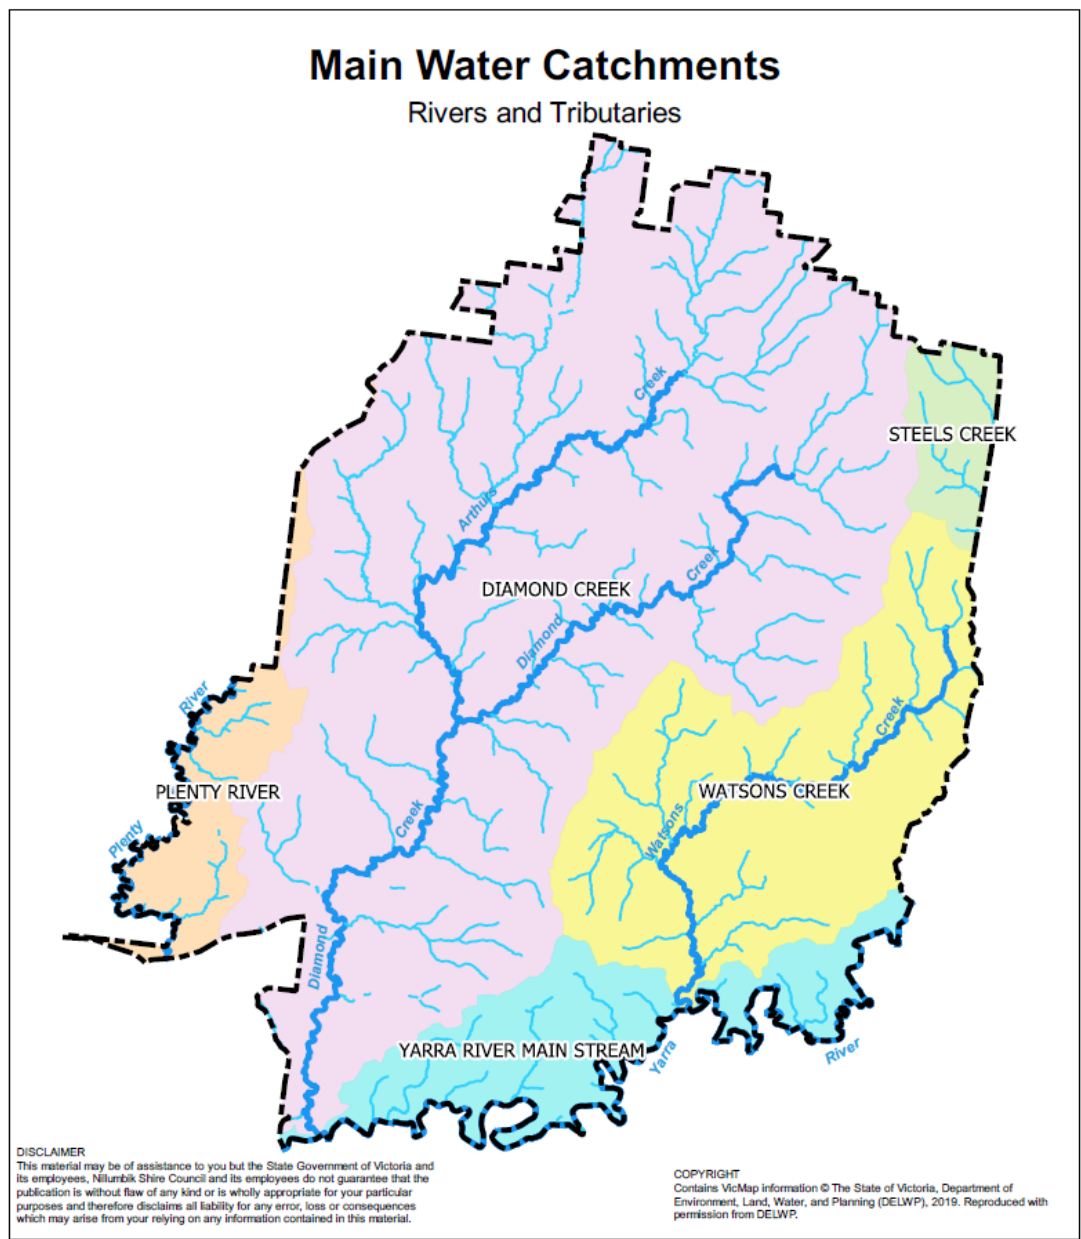 Main Water Catchments
Rivers and Tributaries
Creek
STEELS CREEK
Arthurs
Creek
DIAMOND CREEK
Diamond
River
Creek
PLENTY RIVER
WATSONS CREEK
Plenty
Creek
Watsons
Diamond
YARRA RIVER MAIN STREAM
Yarra
River
DISCLAIMER
This material may be of assistance to you but the State Government of Victoria and
its employees, Nillumbik Shire Council and its employees do not guarantee that the
publication is without flaw of any kind or is wholly appropriate for your particular
purposes and therefore disclaims all liability for any error, loss or consequences
which may arise from your relying on any information contained in this material.
COPYRIGHT
Contains VicMap information © The State of Victoria, Department of
Environment, Land, Water, and Planning (DELWP), 2019. Reproduced with
permission from DELWP.